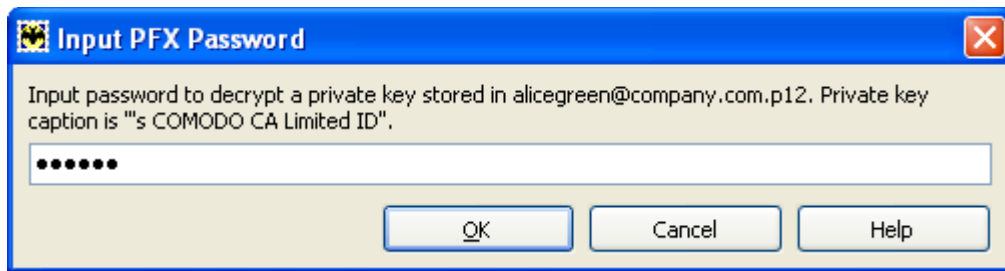 Input PFX Password
Input password to decrypt a private key stored in alicegreen@company.com.p12. Private key
caption is "'s COMODO CA Limited ID".
••••••
OK Cancel Help